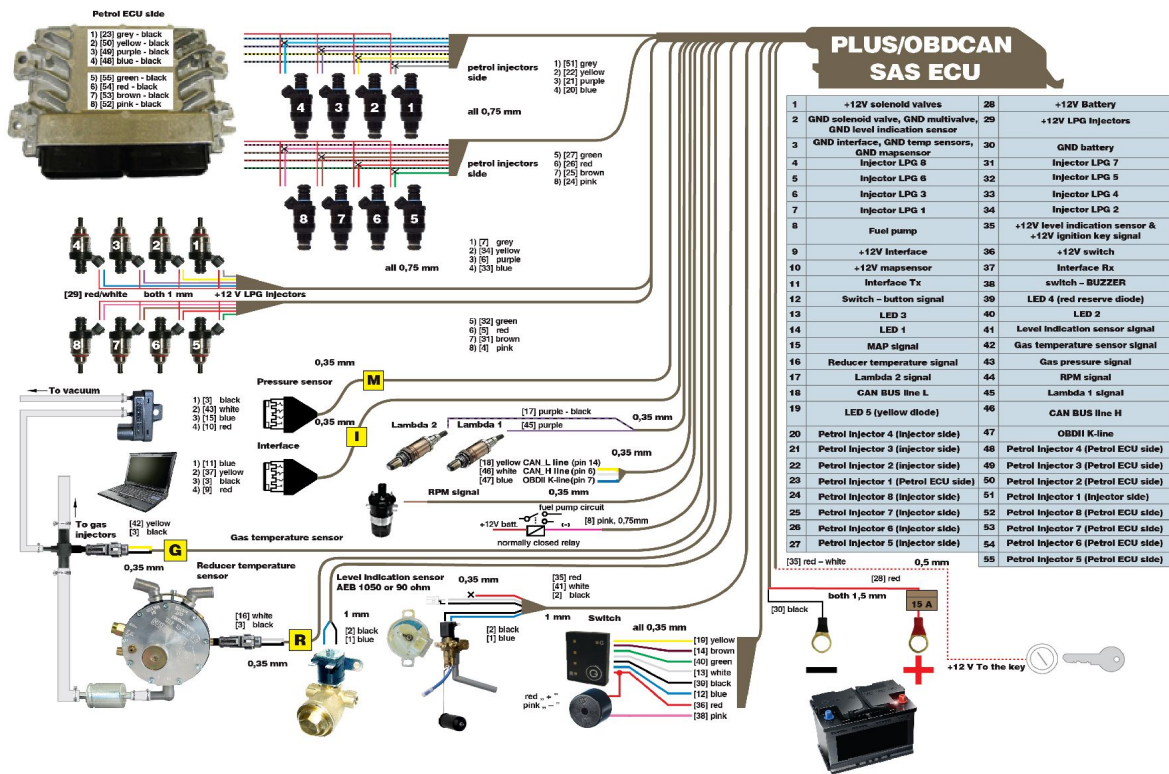 Petrol ECU side
1) [23] grey - black
2) [50] yellow - black
3) [49] purple - black
4) [48] blue - black
5) [55] green - black
6) [54] red - black
7) [53] brown - black
8) [52] pink - black
4
3
2
1
petrol injectors
side
all 0,75 mm
1) [51] grey
2) [22] yellow
3) [21] purple
4) [20] blue
8
7
6
5
petrol injectors
side
5) [27] green
6) [26] red
7) [25] brown
8) [24] pink
PLUS/OBDCAN
SAS ECU
4
3
2
1
all 0,75 mm
1) [7] grey
2) [34] yellow
3) [6] purple
4) [33] blue
[29] red/white
both 1 mm
+12 V LPG Injectors
8
7
6
5
5) [32] green
6) [5] red
7) [31] brown
8) [4] pink
To vacuum
1) [3] black
2) [43] white
3) [15] blue
4) [10] red
Pressure sensor
0,35 mm
M
0,35 mm
Interface
I
1) [11] blue
2) [37] yellow
3) [3] black
4) [9] red
Lambda 2
Lambda 1
[17] purple - black
[45] purple
0,35 mm
[18] yellow CAN_L line (pin 14)
[46] white CAN_H line (pin 6)
[47] blue OBDII K-line(pin 7)
0,35 mm
RPM signal
0,35 mm
fuel pump circuit
+12V batt.
(--)
[8] pink, 0,75mm
normally closed relay
To gas
injectors
[42] yellow
[3] black
0,35 mm
G
Gas temperature sensor
Reducer temperature
sensor
[16] white
[3] black
0,35 mm
R
Level Indication sensor
AEB 1050 or 90 ohm
1 mm
[2] black
[1] blue
0,35 mm
[35] red
[41] white
[2] black
1 mm
[2] black
[1] blue
Switch
all 0,35 mm
[19] yellow
[14] brown
[40] green
[13] white
[39] black
[12] blue
[36] red
[38] pink
red „ + “
pink „ – “
1 +12V solenoid valves 28 +12V Battery
2 GND solenoid valve, GND multivalve,
GND level indication sensor 29 +12V LPG Injectors
3 GND interface, GND temp sensors,
GND mapsensor 30 GND battery
4 Injector LPG 8 31 Injector LPG 7
5 Injector LPG 6 32 Injector LPG 5
6 Injector LPG 3 33 Injector LPG 4
7 Injector LPG 1 34 Injector LPG 2
8 Fuel pump 35 +12V level indication sensor &
+12V ignition key signal
9 +12V Interface 36 +12V switch
10 +12V mapsensor 37 Interface Rx
11 Interface Tx 38 switch - BUZZER
12 Switch – button signal 39 LED 4 (red reserve diode)
13 LED 3 40 LED 2
14 LED 1 41 Level indication sensor signal
15 MAP signal 42 Gas temperature sensor signal
16 Reducer temperature signal 43 Gas pressure signal
17 Lambda 2 signal 44 RPM signal
18 CAN BUS line L 45 Lambda 1 signal
19 LED 5 (yellow diode) 46 CAN BUS line H
20 Petrol Injector 4 (injector side) 47 OBDII K-line
21 Petrol Injector 3 (injector side) 48 Petrol Injector 4 (Petrol ECU side)
22 Petrol Injector 2 (injector side) 49 Petrol Injector 3 (Petrol ECU side)
23 Petrol Injector 1 (Petrol ECU side) 50 Petrol Injector 2 (Petrol ECU side)
24 Petrol Injector 8 (Injector side) 51 Petrol Injector 1 (Injector side)
25 Petrol Injector 7 (Injector side) 52 Petrol Injector 8 (Petrol ECU side)
26 Petrol Injector 6 (Injector side) 53 Petrol Injector 7 (Petrol ECU side)
27 Petrol Injector 5 (Injector side) 54 Petrol Injector 6 (Petrol ECU side)
55 Petrol Injector 5 (Petrol ECU side)
[35] red – white
0,5 mm
[28] red
both 1,5 mm
15 A
[30] black
+12 V To the key